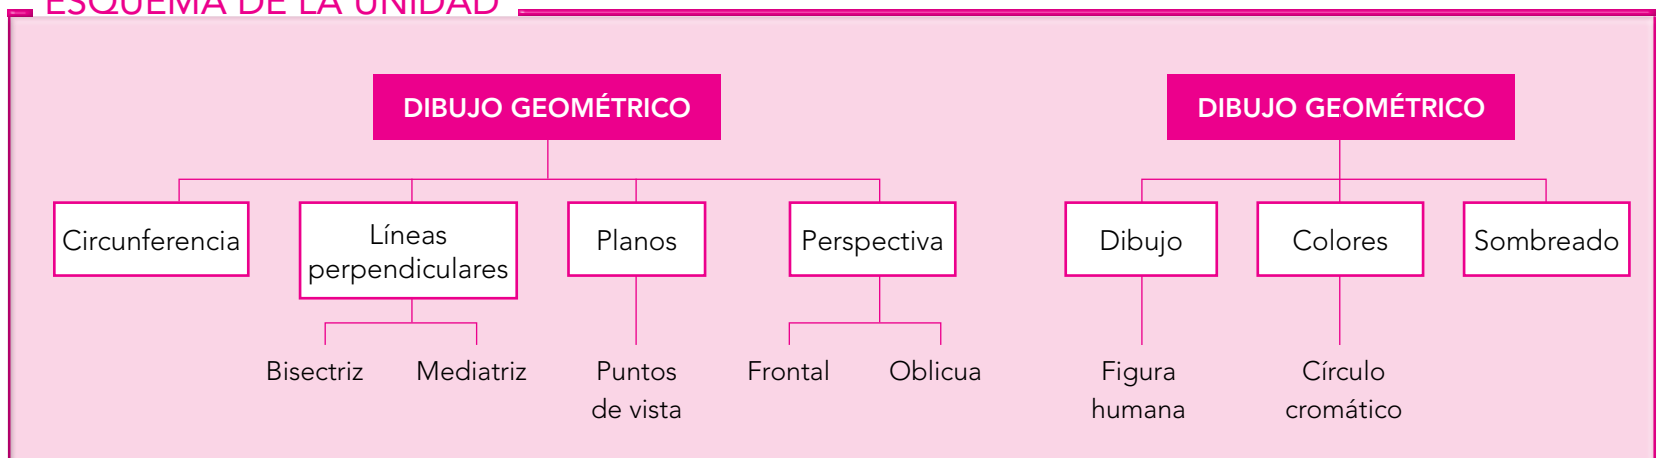 ESQUEMA DE LA UNIDAD
DIBUJO GEOMÉTRICO
Circunferencia
Líneas
perpendiculares
Planos
Perspectiva
Bisectriz
Mediatriz
Puntos
de vista
Frontal
Oblicua
DIBUJO GEOMÉTRICO
Dibujo
Colores
Sombreado
Figura
humana
Círculo
cromático